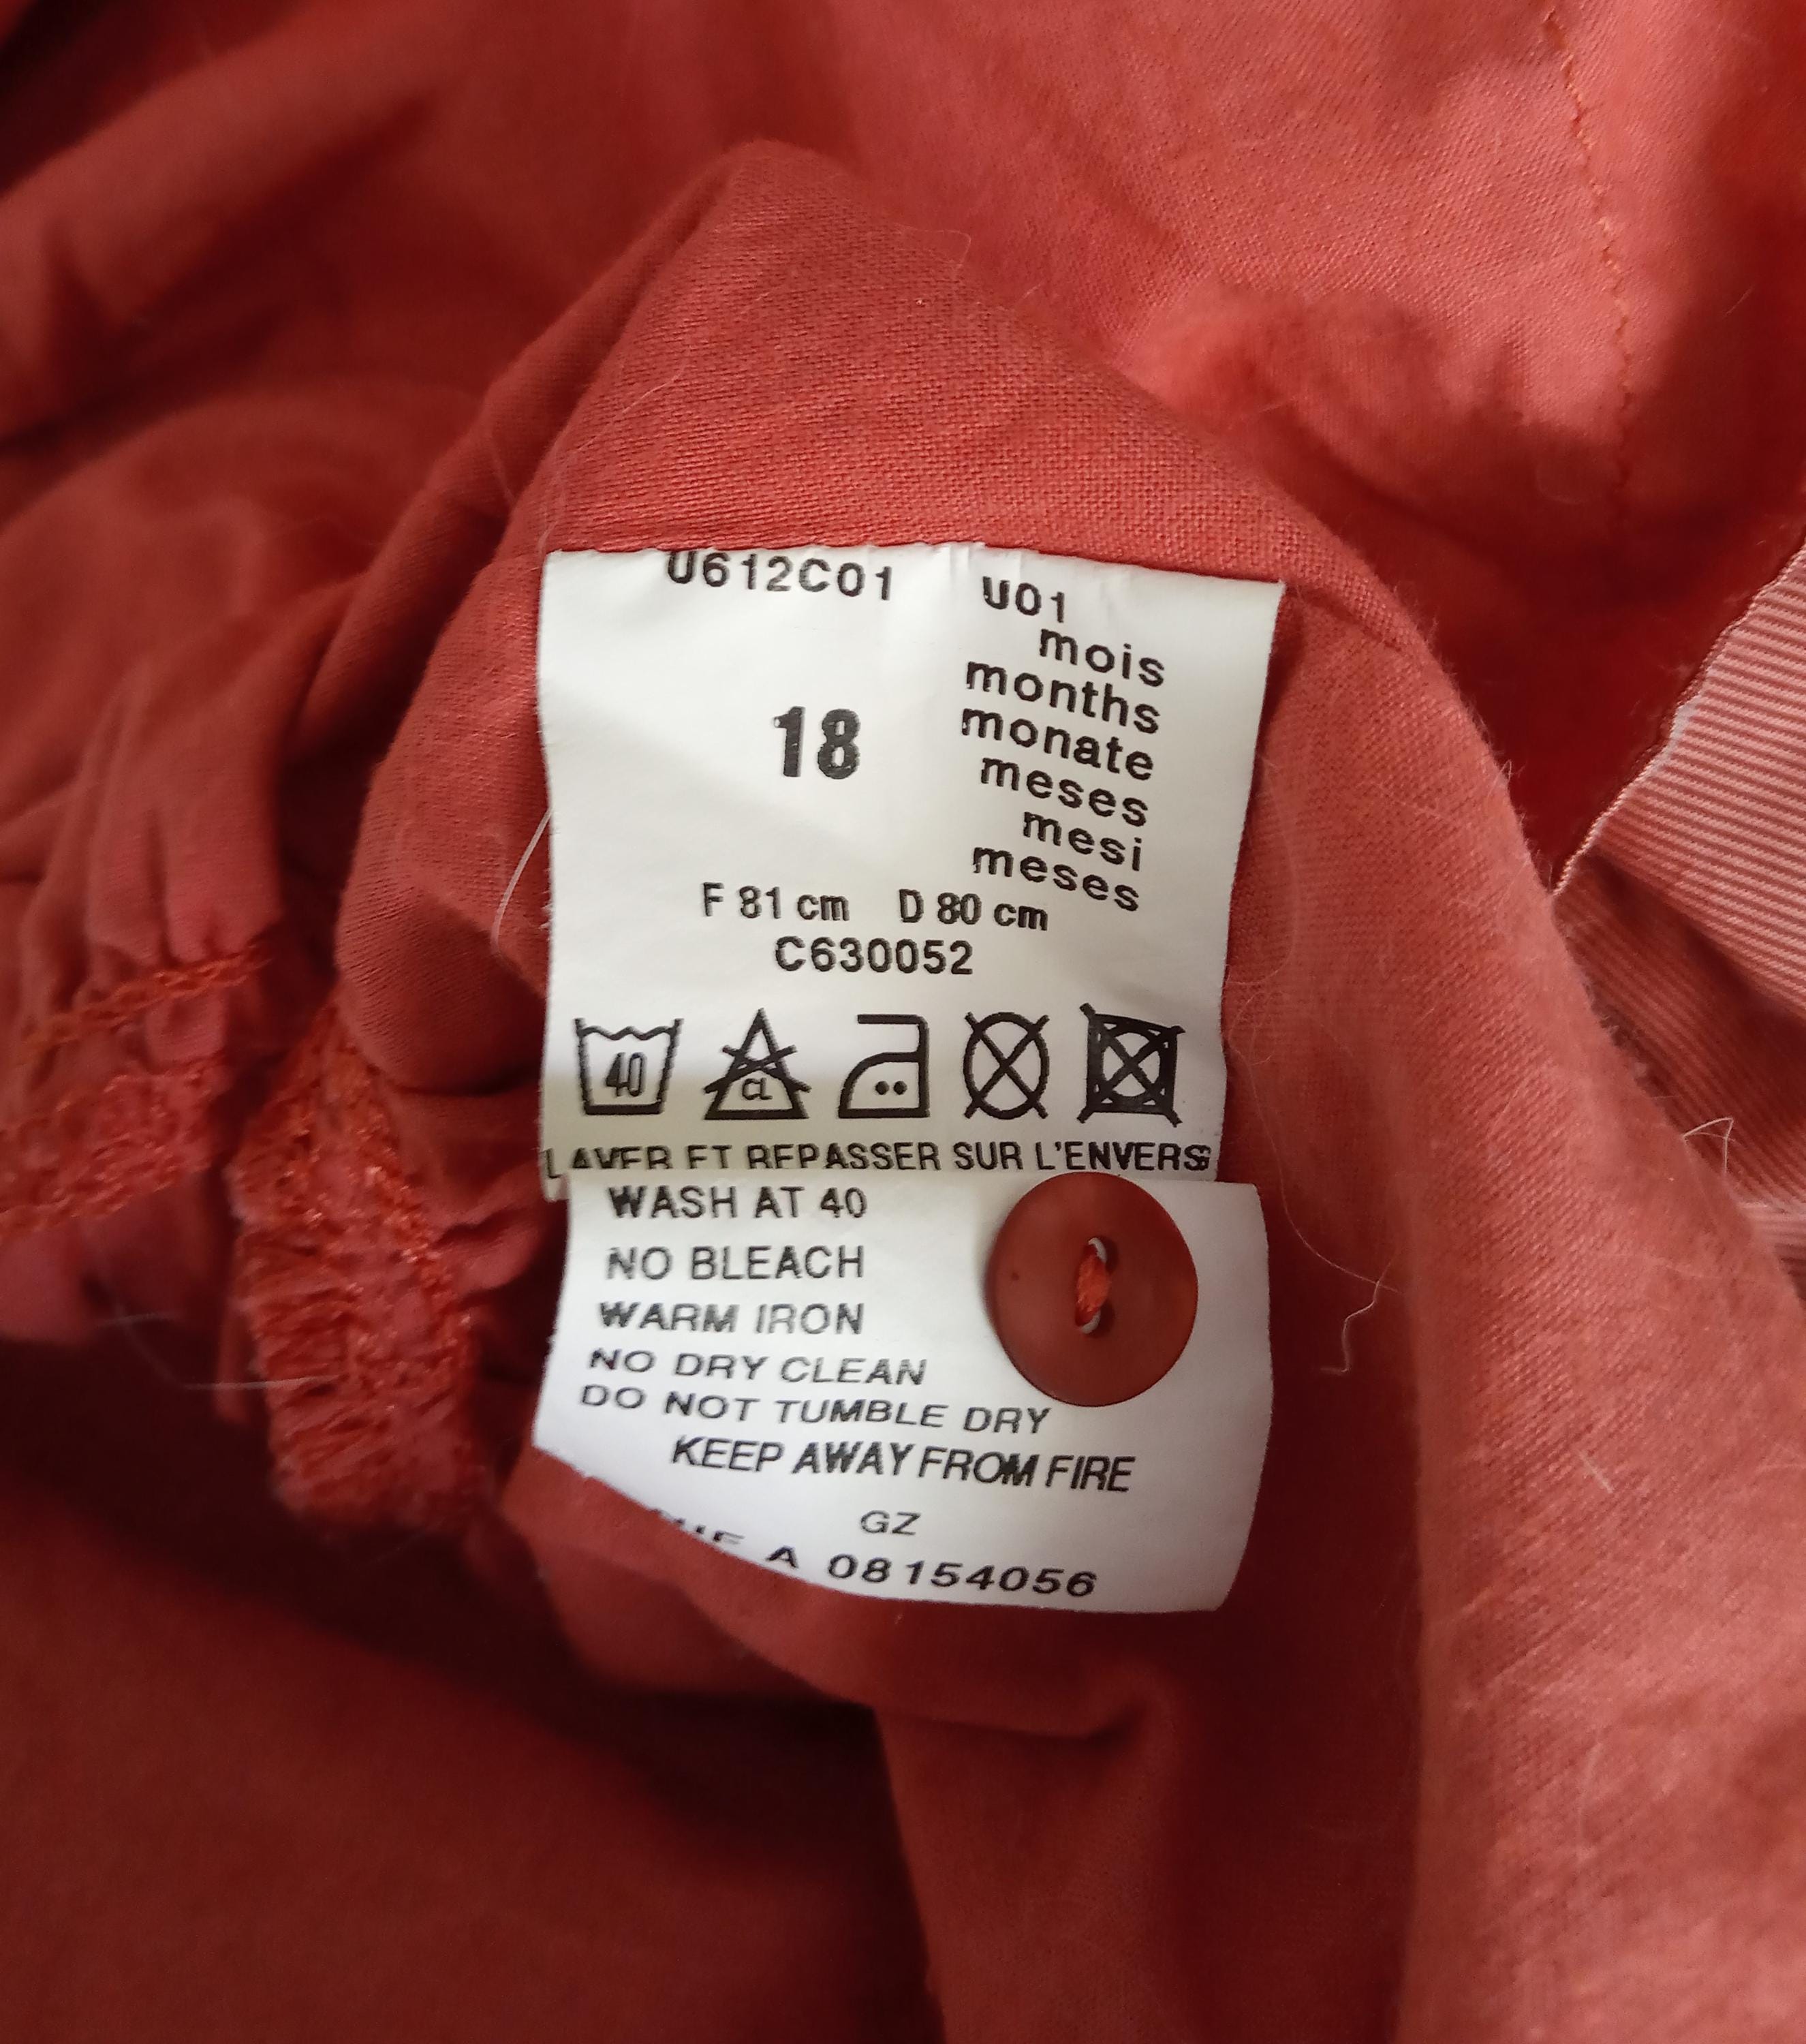 U612C01 U01
mois
months
monate
18
meses
mesi
meses
F 81 cm D 80 cm
C630052
40 CL
LAVER ET REPASSER SUR L'ENVERS
WASH AT 40
NO BLEACH
WARM IRON
NO DRY CLEAN
DO NOT TUMBLE DRY
KEEP AWAY FROM FIRE
GZ
A 08154056